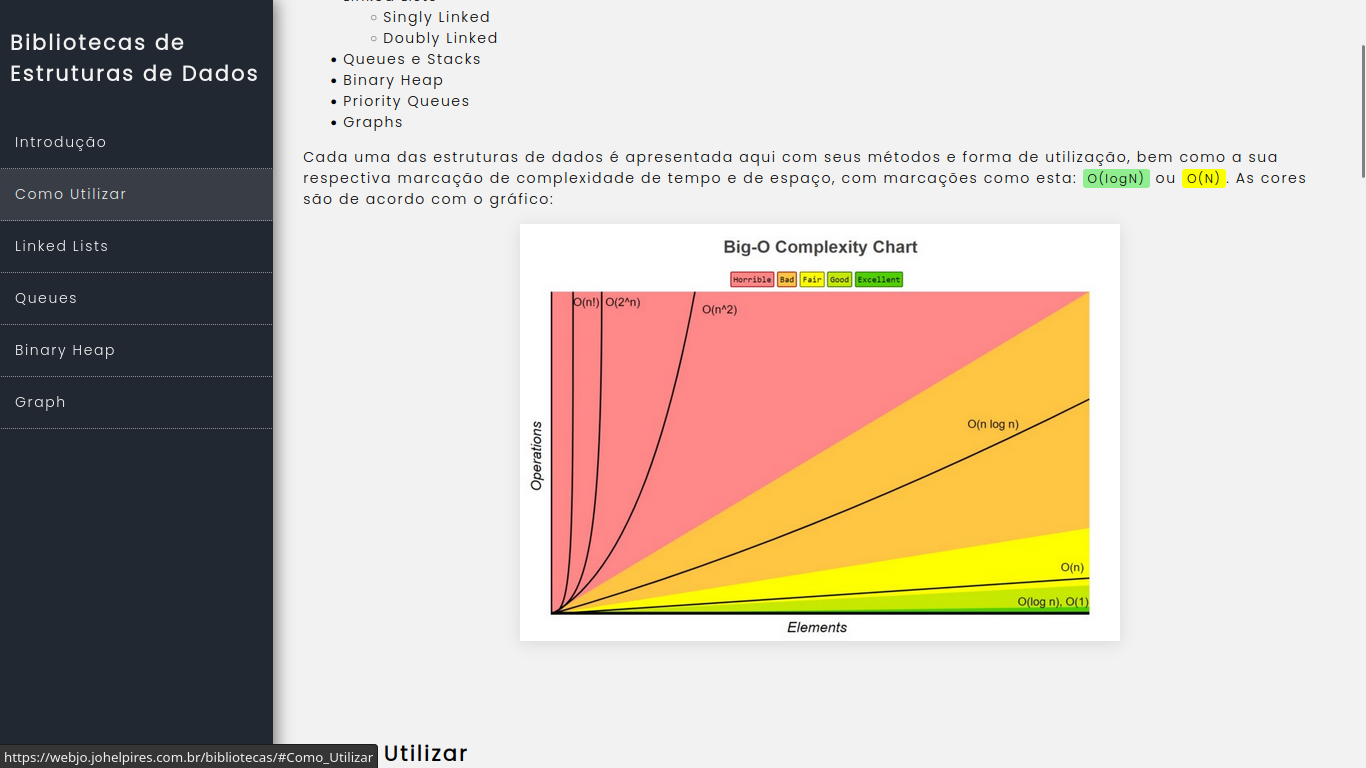 Bibliotecas de
Estruturas de Dados
Introdução
Como Utilizar
Linked Lists
Queues
Binary Heap
Graph
Singly Linked
Doubly Linked
Queues e Stacks
Binary Heap
Priority Queues
Graphs
Cada uma das estruturas de dados é apresentada aqui com seus métodos e forma de utilização, bem como a sua
respectiva marcação de complexidade de tempo e de espaço, com marcações como esta: O(logN) ou O(N) . As cores
são de acordo com o gráfico:
Big-O Complexity Chart
Horrible Bad Fair Good Excellent
O(n!) O(2^n)
O(n^2)
O(n log n)
O(n)
O(log n), O(1)
Operations
Elements
Utilizar
https://webjo.johelpires.com.br/bibliotecas/#Como_Utilizar